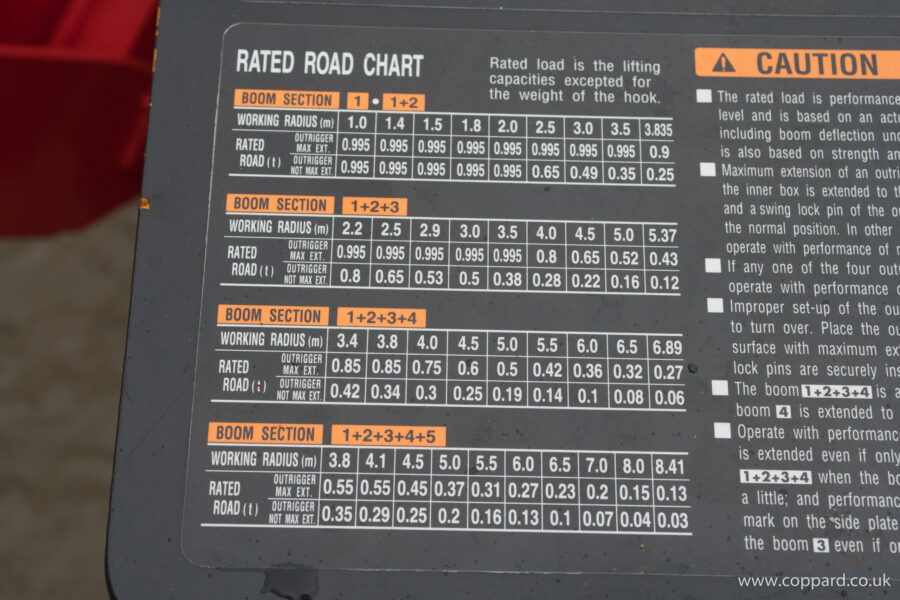 RATED ROAD CHART
Rated load is the lifting
capacities excepted for
the weight of the hook.
BOOM SECTION 1 • 1+2
WORKING RADIUS (m) 1.0 1.4 1.5 1.8 2.0 2.5 3.0 3.5 3.835
RATED ROAD (t)
OUTRIGGER MAX EXT. 0.995 0.995 0.995 0.995 0.995 0.995 0.995 0.995 0.9
OUTRIGGER NOT MAX EXT. 0.995 0.995 0.995 0.995 0.995 0.65 0.49 0.35 0.25
BOOM SECTION 1+2+3
WORKING RADIUS (m) 2.2 2.5 2.9 3.0 3.5 4.0 4.5 5.0 5.37
RATED ROAD (t)
OUTRIGGER MAX EXT. 0.995 0.995 0.995 0.995 0.995 0.8 0.65 0.52 0.43
OUTRIGGER NOT MAX EXT. 0.8 0.65 0.53 0.5 0.38 0.28 0.22 0.16 0.12
BOOM SECTION 1+2+3+4
WORKING RADIUS (m) 3.4 3.8 4.0 4.5 5.0 5.5 6.0 6.5 6.89
RATED ROAD (t)
OUTRIGGER MAX EXT. 0.85 0.85 0.75 0.6 0.5 0.42 0.36 0.32 0.27
OUTRIGGER NOT MAX EXT. 0.42 0.34 0.3 0.25 0.19 0.14 0.1 0.08 0.06
BOOM SECTION 1+2+3+4+5
WORKING RADIUS (m) 3.8 4.1 4.5 5.0 5.5 6.0 6.5 7.0 8.0 8.41
RATED ROAD (t)
OUTRIGGER MAX EXT. 0.55 0.55 0.45 0.37 0.31 0.27 0.23 0.2 0.15 0.13
OUTRIGGER NOT MAX EXT. 0.35 0.29 0.25 0.2 0.16 0.13 0.1 0.07 0.04 0.03
CAUTION
The rated load is performance
level and is based on an
including boom deflection
is also based on strength
Maximum extension of an
the inner box is extended to
and a swing lock pin of the
the normal position. In other
operate with performance of
If any one of the four
operate with performance
Improper set-up of the
to turn over. Place the
surface with maximum
lock pins are securely
The boom 1+2+3+4 is
boom 4 is extended to
Operate with performance
is extended even if only
1+2+3+4 when the
a little; and performance
mark on the side plate
the boom 3 even if
www.coppard.co.uk